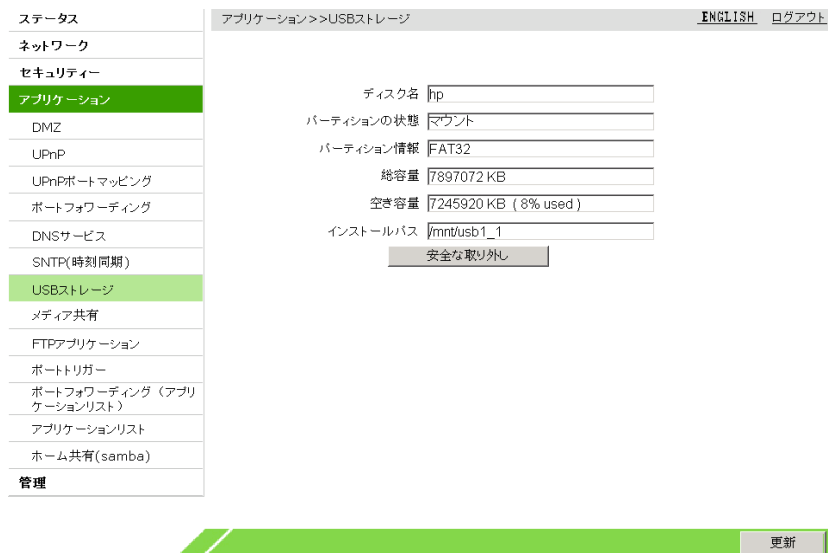 アプリケーション>>USBストレージ
ENGLISH ログアウト
ステータス
ネットワーク
セキュリティー
アプリケーション
DMZ
UPnP
UPnPポートマッピング
ポートフォワーディング
DNSサービス
SNTP(時刻同期)
USBストレージ
メディア共有
FTPアプリケーション
ポートトリガー
ポートフォワーディング（アプリ
ケーションリスト）
アプリケーションリスト
ホーム共有(samba)
管理
ディスク名 hp
パーティションの状態 マウント
パーティション情報 FAT32
総容量 7897072 KB
空き容量 7245920 KB ( 8% used )
インストールパス /mnt/usb1_1
安全な取り外し
更新